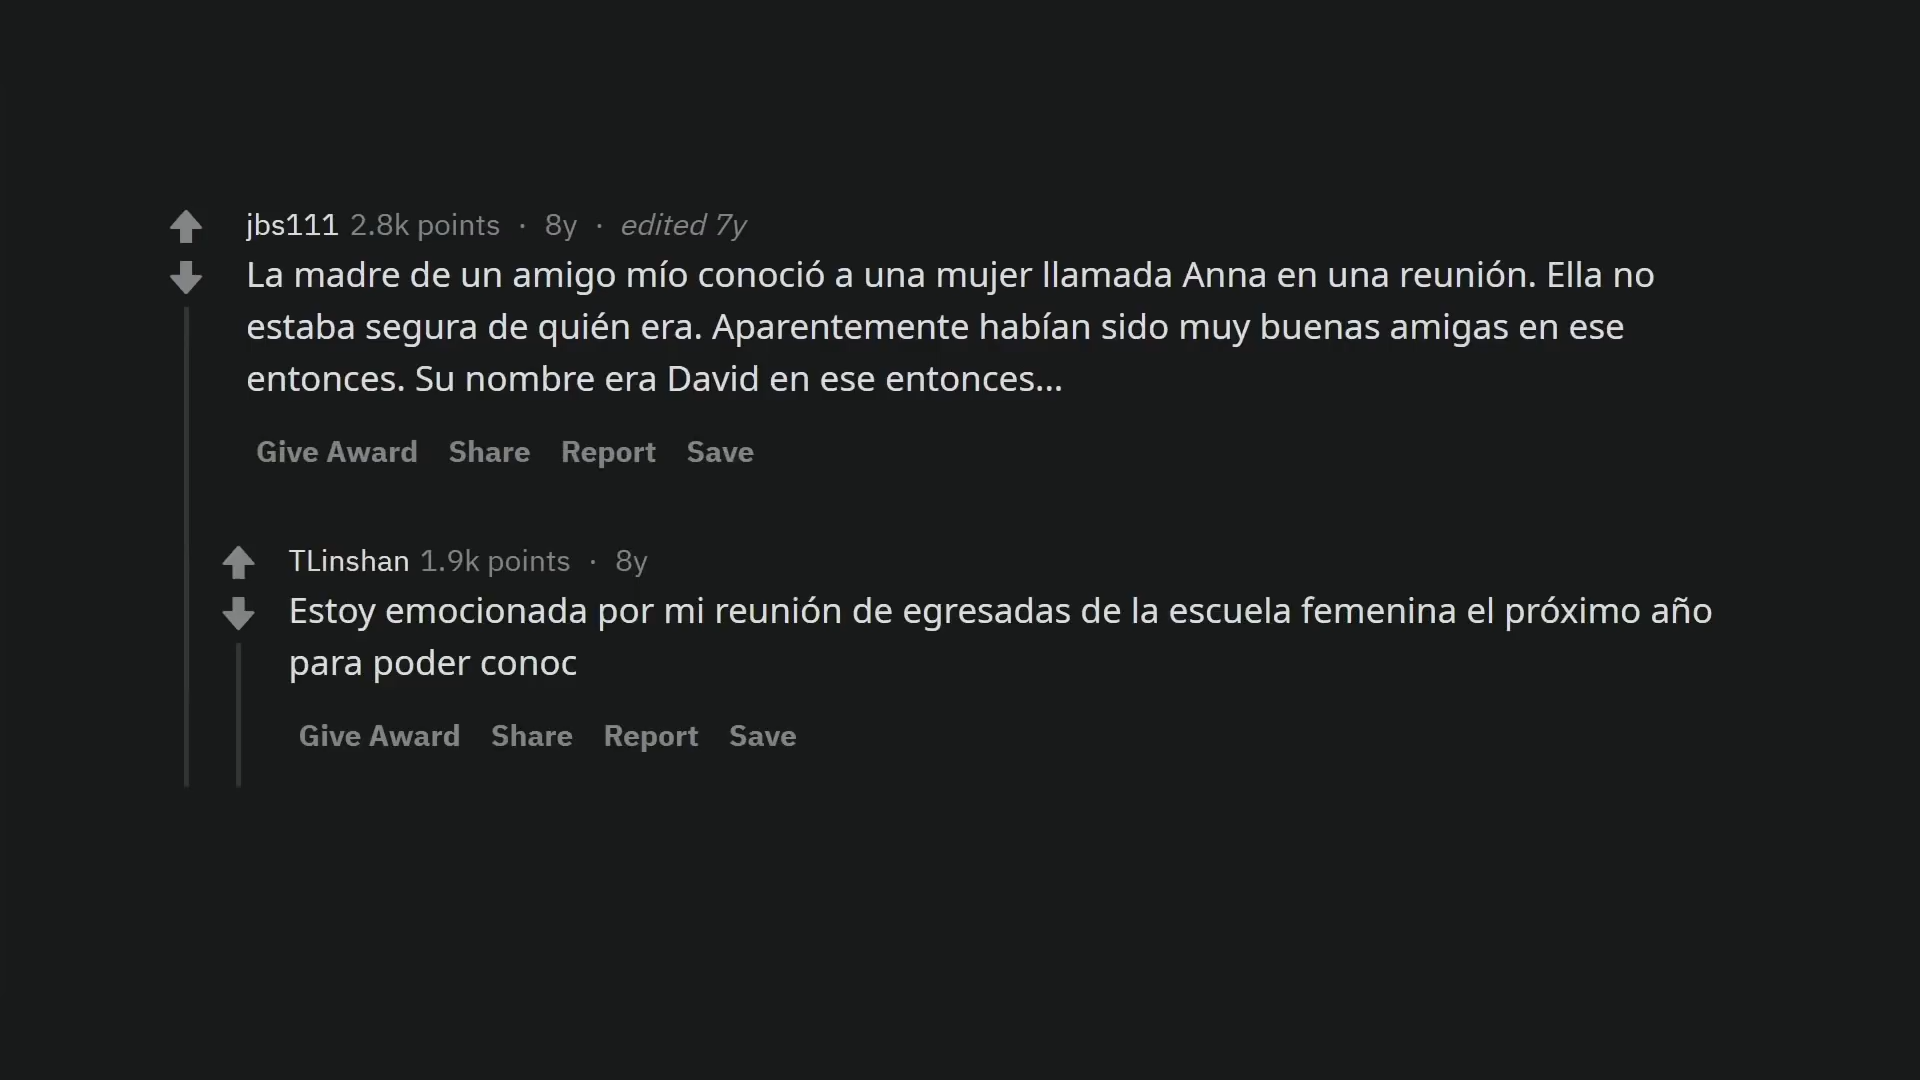 jbs111 2.8k points · 8y · edited 7y
La madre de un amigo mío conoció a una mujer llamada Anna en una reunión. Ella no
estaba segura de quién era. Aparentemente habían sido muy buenas amigas en ese
entonces. Su nombre era David en ese entonces...
Give Award Share Report Save
TLinshan 1.9k points · 8y
Estoy emocionada por mi reunión de egresadas de la escuela femenina el próximo año
para poder conoc
Give Award Share Report Save